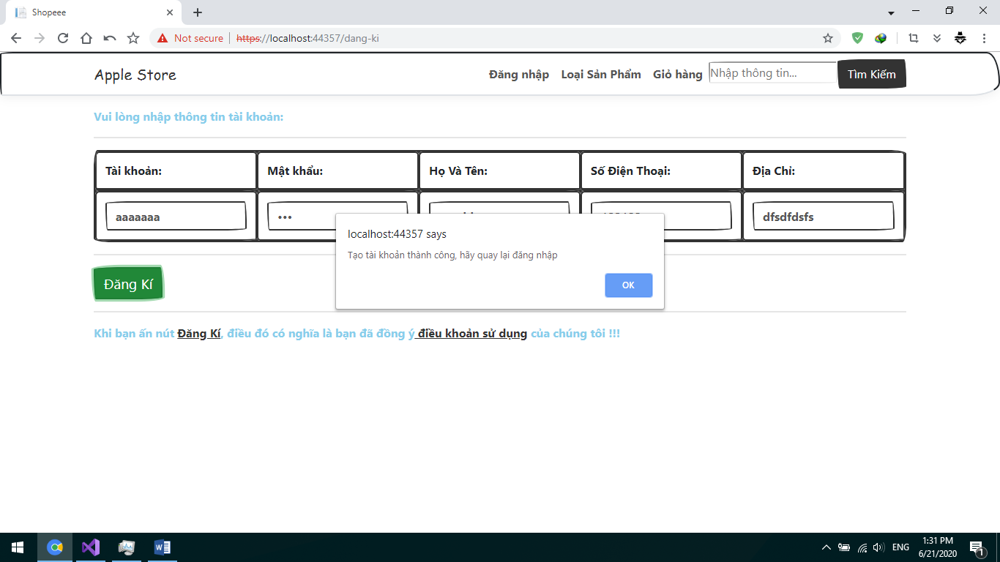 Shopeee
Not secure | https://localhost:44357/dang-ki
Apple Store
Đăng nhập Loại Sản Phẩm Giỏ hàng Nhập thông tin... Tìm Kiếm
Vui lòng nhập thông tin tài khoản:
Tài khoản: Mật khẩu: Họ Và Tên: Số Điện Thoại: Địa Chỉ:
aaaaaaa ••• dfsdfdsfs
localhost:44357 says
Tạo tài khoản thành công, hãy quay lại đăng nhập
OK
Đăng Kí
Khi bạn ấn nút Đăng Kí, điều đó có nghĩa là bạn đã đồng ý điều khoản sử dụng của chúng tôi !!!
ENG
1:31 PM
6/21/2020
1